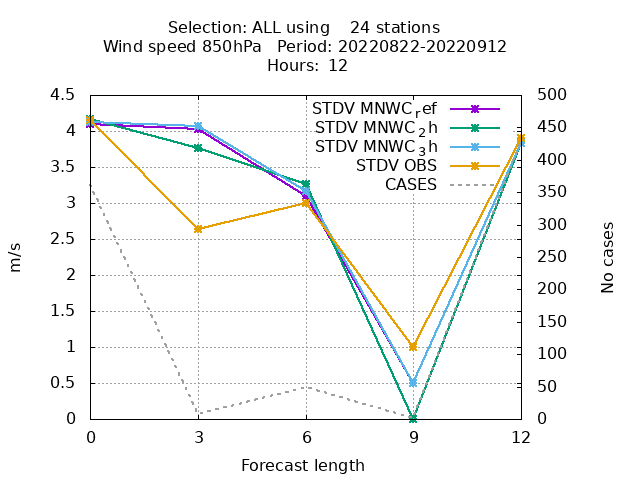 Selection: ALL using    24 stations
Wind speed 850hPa   Period: 20220822-20220912
Hours:  12
4.5
4
3.5
3
2.5
2
1.5
1
0.5
0
m/s
STDV MNWC_ref
STDV MNWC_2h
STDV MNWC_3h
STDV OBS
CASES
500
450
400
350
300
250
200
150
100
50
0
No cases
0 3 6 9 12
Forecast length